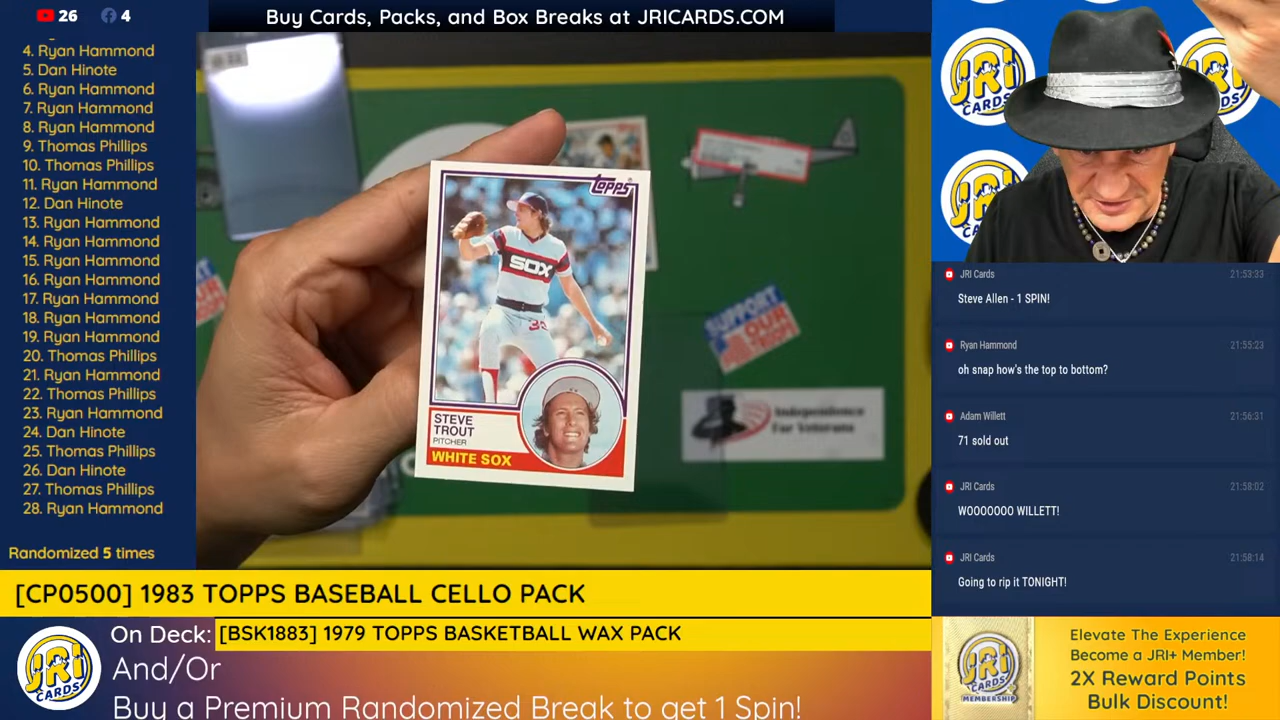 26
4
Buy Cards, Packs, and Box Breaks at JRICARDS.COM
4. Ryan Hammond
5. Dan Hinote
6. Ryan Hammond
7. Ryan Hammond
8. Ryan Hammond
9. Thomas Phillips
10. Thomas Phillips
11. Ryan Hammond
12. Dan Hinote
13. Ryan Hammond
14. Ryan Hammond
15. Ryan Hammond
16. Ryan Hammond
17. Ryan Hammond
18. Ryan Hammond
19. Ryan Hammond
20. Thomas Phillips
21. Ryan Hammond
22. Thomas Phillips
23. Ryan Hammond
24. Dan Hinote
25. Thomas Phillips
26. Dan Hinote
27. Thomas Phillips
28. Ryan Hammond
Randomized 5 times
TOPPS
SOX
STEVE
TROUT
PITCHER
WHITE SOX
SUPPORT
OUR
Independence
For Veterans
JRI
CARDS
JRI
CARDS
JRI Cards 21:53:33
Steve Allen - 1 SPIN!
Ryan Hammond 21:55:23
oh snap how's the top to bottom?
Adam Willett 21:56:31
71 sold out
JRI Cards 21:58:02
WOOOOOOO WILLETT!
JRI Cards 21:58:14
Going to rip it TONIGHT!
[CP0500] 1983 TOPPS BASEBALL CELLO PACK
JRI
CARDS
On Deck: [BSK1883] 1979 TOPPS BASKETBALL WAX PACK
And/Or
Buy a Premium Randomized Break to get 1 Spin!
JRI
CARDS
MEMBERSHIP
Elevate The Experience
Become a JRI+ Member!
2X Reward Points
Bulk Discount!